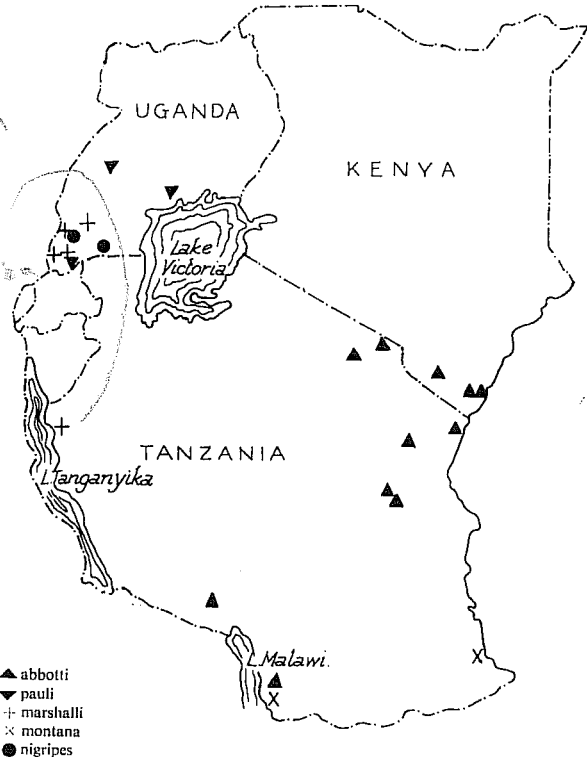 UGANDA
KENYA
Lake
Victoria
TANZANIA
L.Tanganyika
L.Malawi.
abbotti
pauli
marshalli
montana
nigripes